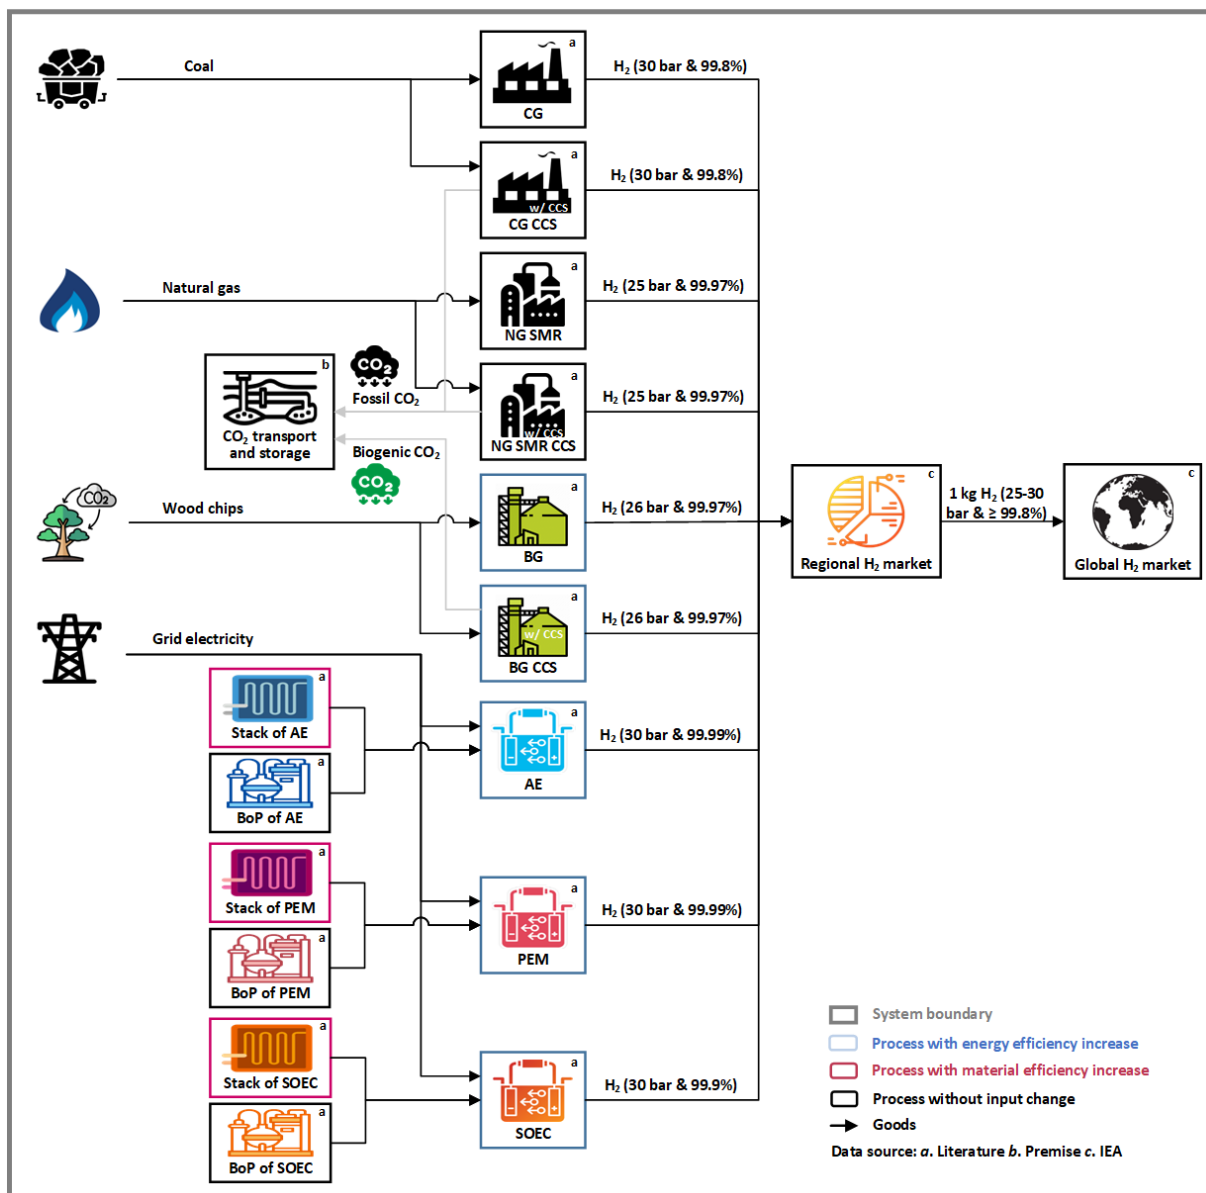 Coal
a
CG
H₂ (30 bar & 99.8%)
a
w/ CCS
CG CCS
H₂ (30 bar & 99.8%)
Natural gas
a
NG SMR
H₂ (25 bar & 99.97%)
b
CO₂ transport
and storage
CO₂
Fossil CO₂
a
w/ CCS
NG SMR CCS
H₂ (25 bar & 99.97%)
Biogenic CO₂
CO₂
CO₂
Wood chips
a
BG
H₂ (26 bar & 99.97%)
c
Regional H₂ market
1 kg H₂ (25-30
bar & ≥ 99.8%)
c
Global H₂ market
a
w/ CCS
BG CCS
H₂ (26 bar & 99.97%)
Grid electricity
a
Stack of AE
a
BoP of AE
a
AE
H₂ (30 bar & 99.99%)
a
Stack of PEM
a
BoP of PEM
a
PEM
H₂ (30 bar & 99.99%)
a
Stack of SOEC
a
BoP of SOEC
a
SOEC
H₂ (30 bar & 99.9%)
System boundary
Process with energy efficiency increase
Process with material efficiency increase
Process without input change
Goods
Data source: a. Literature b. Premise c. IEA